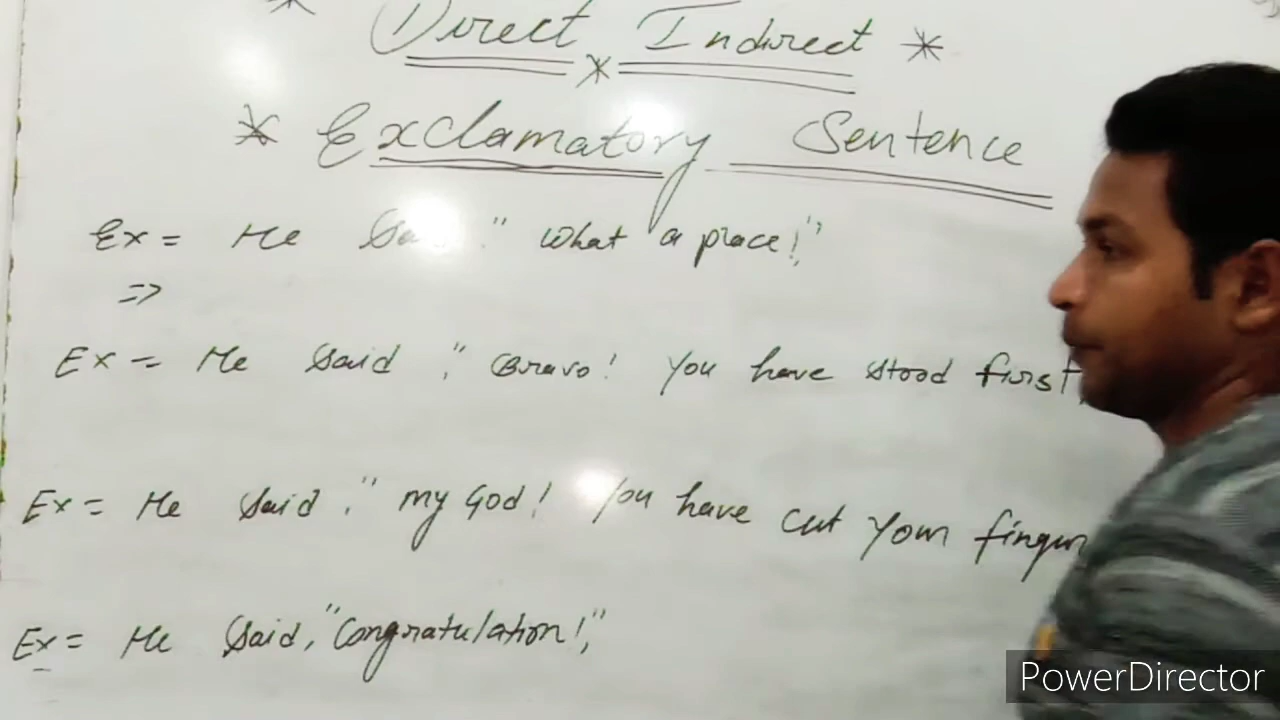 * Direct Indirect *
*
* Exclamatory Sentence
Ex = He Said " What a place!,"
=>
Ex = He Said ," Bravo! You have stood first
Ex = He Said ," my God! You have cut your finger
Ex = He Said, "Congratulation!,"
PowerDirector